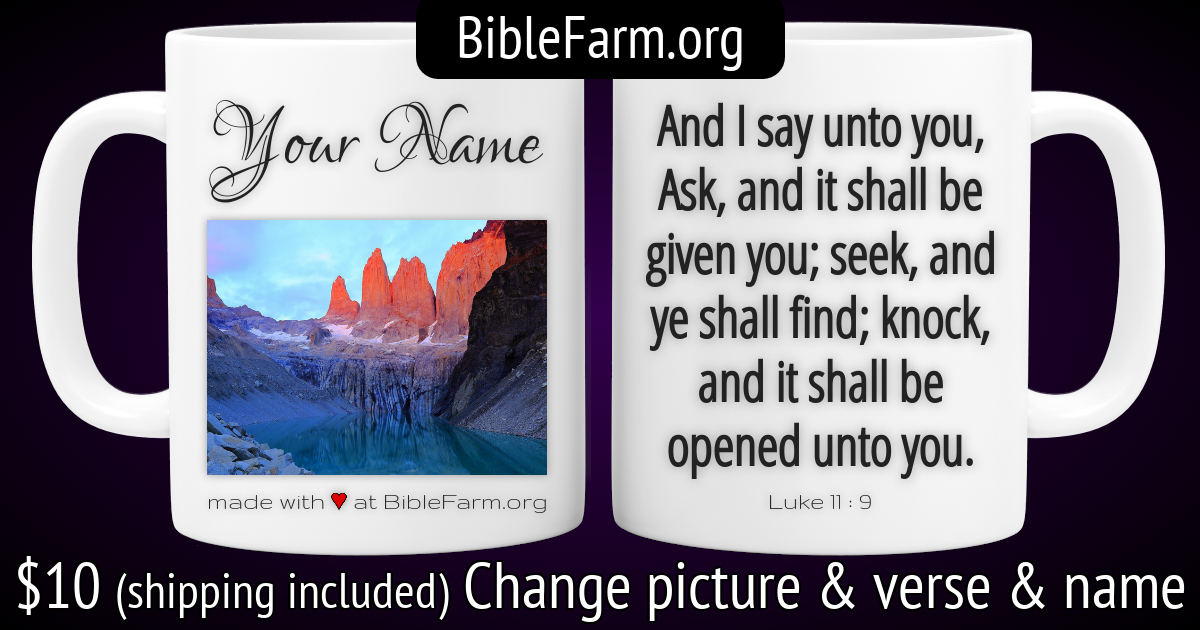 BibleFarm.org
Your Name
made with ♥ at BibleFarm.org
And I say unto you,
Ask, and it shall be
given you; seek, and
ye shall find; knock,
and it shall be
opened unto you.
Luke 11 : 9
$10 (shipping included) Change picture & verse & name